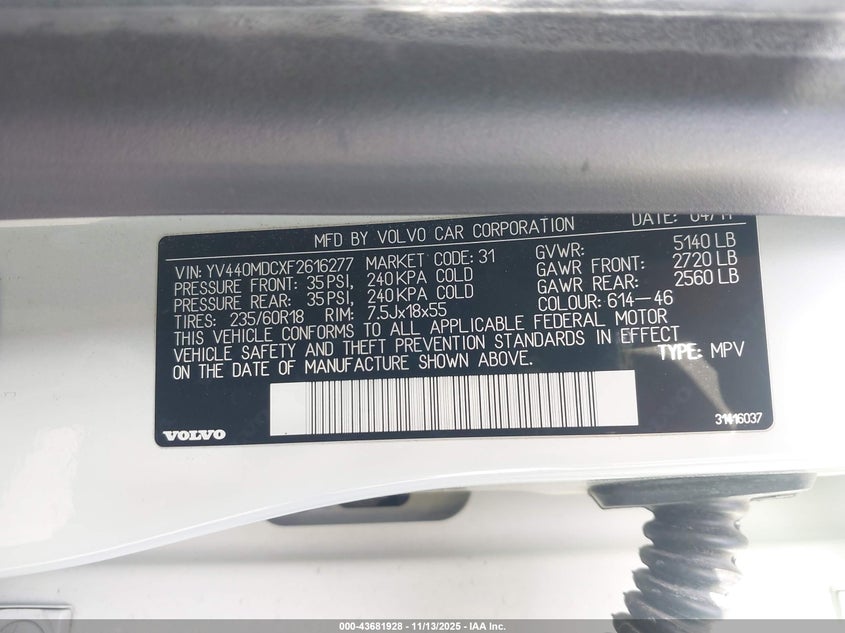 MFD BY VOLVO CAR CORPORATION DATE:
VIN: YV440MDCXF2616277 MARKET CODE: 31 GVWR: 5140 LB
PRESSURE FRONT: 35PSI, 240KPA COLD GAWR FRONT: 2720 LB
PRESSURE REAR: 35PSI, 240KPA COLD GAWR REAR: 2560 LB
TIRES: 235/60R18 RIM: 7.5Jx18x55 COLOUR: 614-46
THIS VEHICLE CONFORMS TO ALL APPLICABLE FEDERAL MOTOR
VEHICLE SAFETY AND THEFT PREVENTION STANDARDS IN EFFECT
ON THE DATE OF MANUFACTURE SHOWN ABOVE. TYPE: MPV
VOLVO
31416037
000-43681928 - 11/13/2025 - IAA Inc.